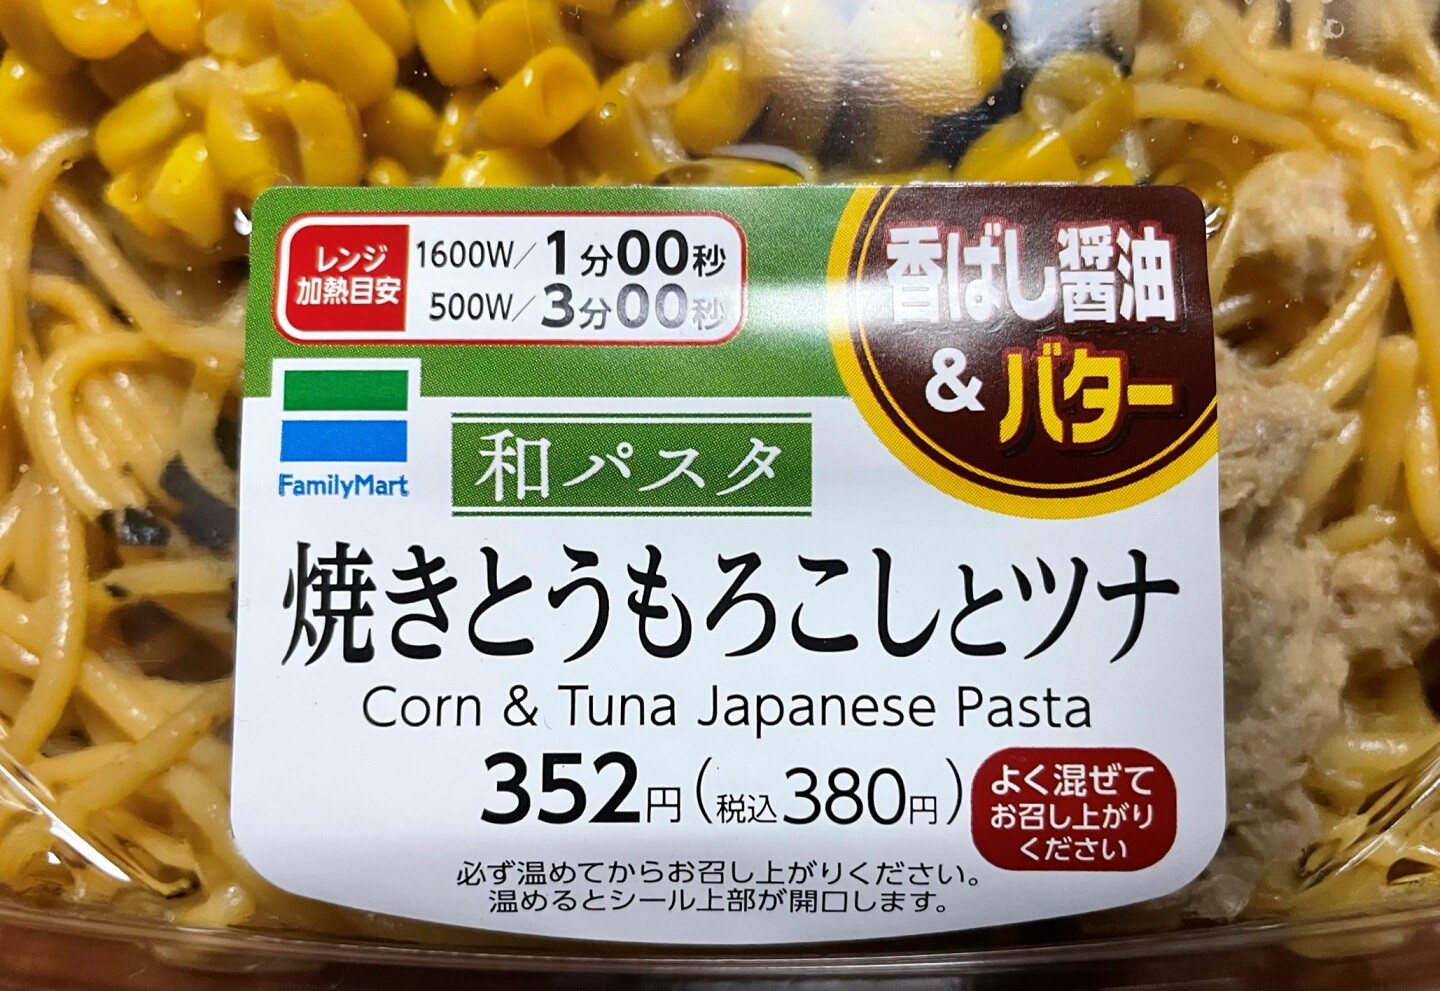 レンジ
加熱目安
1600W/1分00秒
500W/3分00秒
香ばし醤油
&バター
FamilyMart
和パスタ
焼きとうもろこしとツナ
Corn & Tuna Japanese Pasta
352円(税込380円)
よく混ぜて
お召し上がり
ください
必ず温めてからお召し上がりください。
温めるとシール上部が開口します。